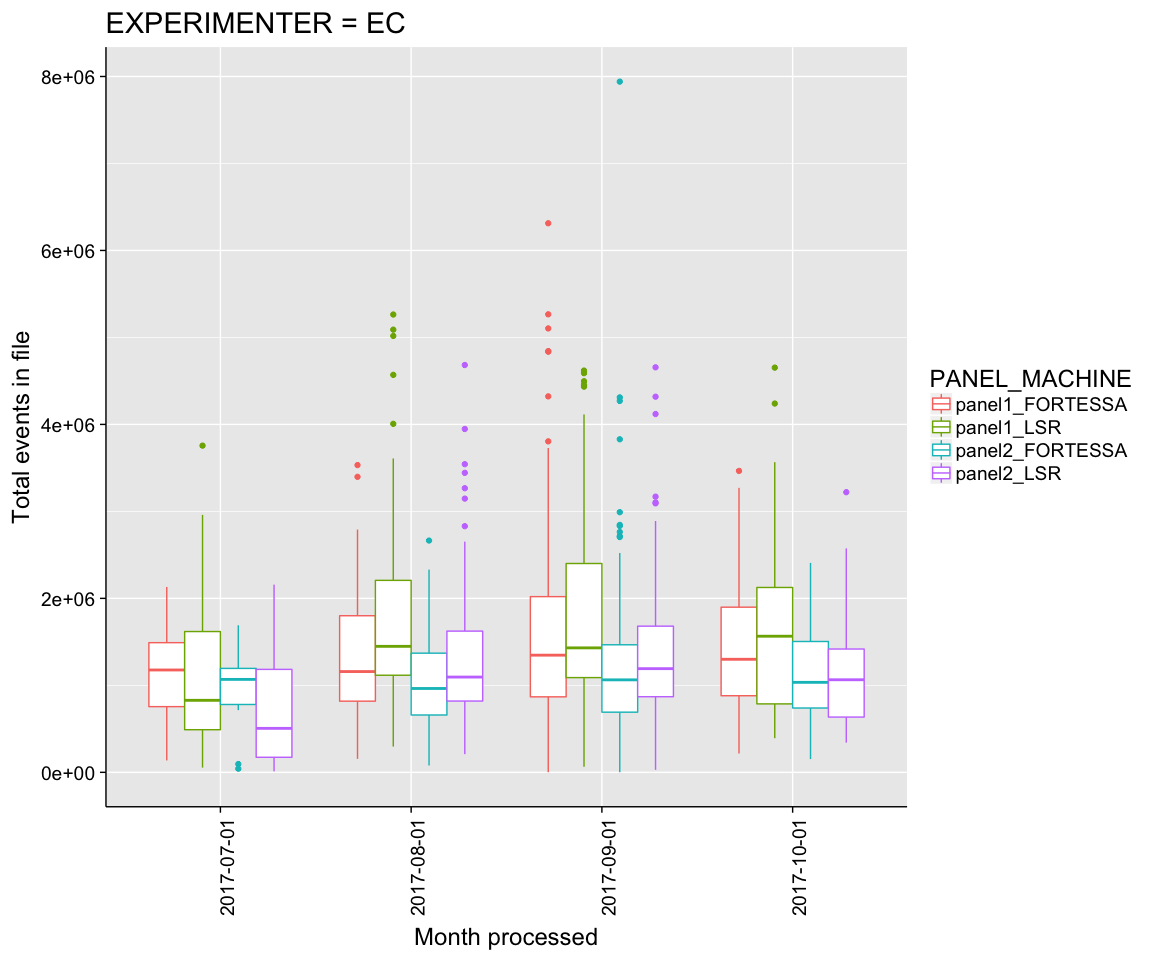 EXPERIMENTER = EC
8e+06
6e+06
4e+06
2e+06
0e+00
Total events in file
2017-07-01
2017-08-01
2017-09-01
2017-10-01
Month processed
PANEL_MACHINE
panel1_FORTESSA
panel1_LSR
panel2_FORTESSA
panel2_LSR